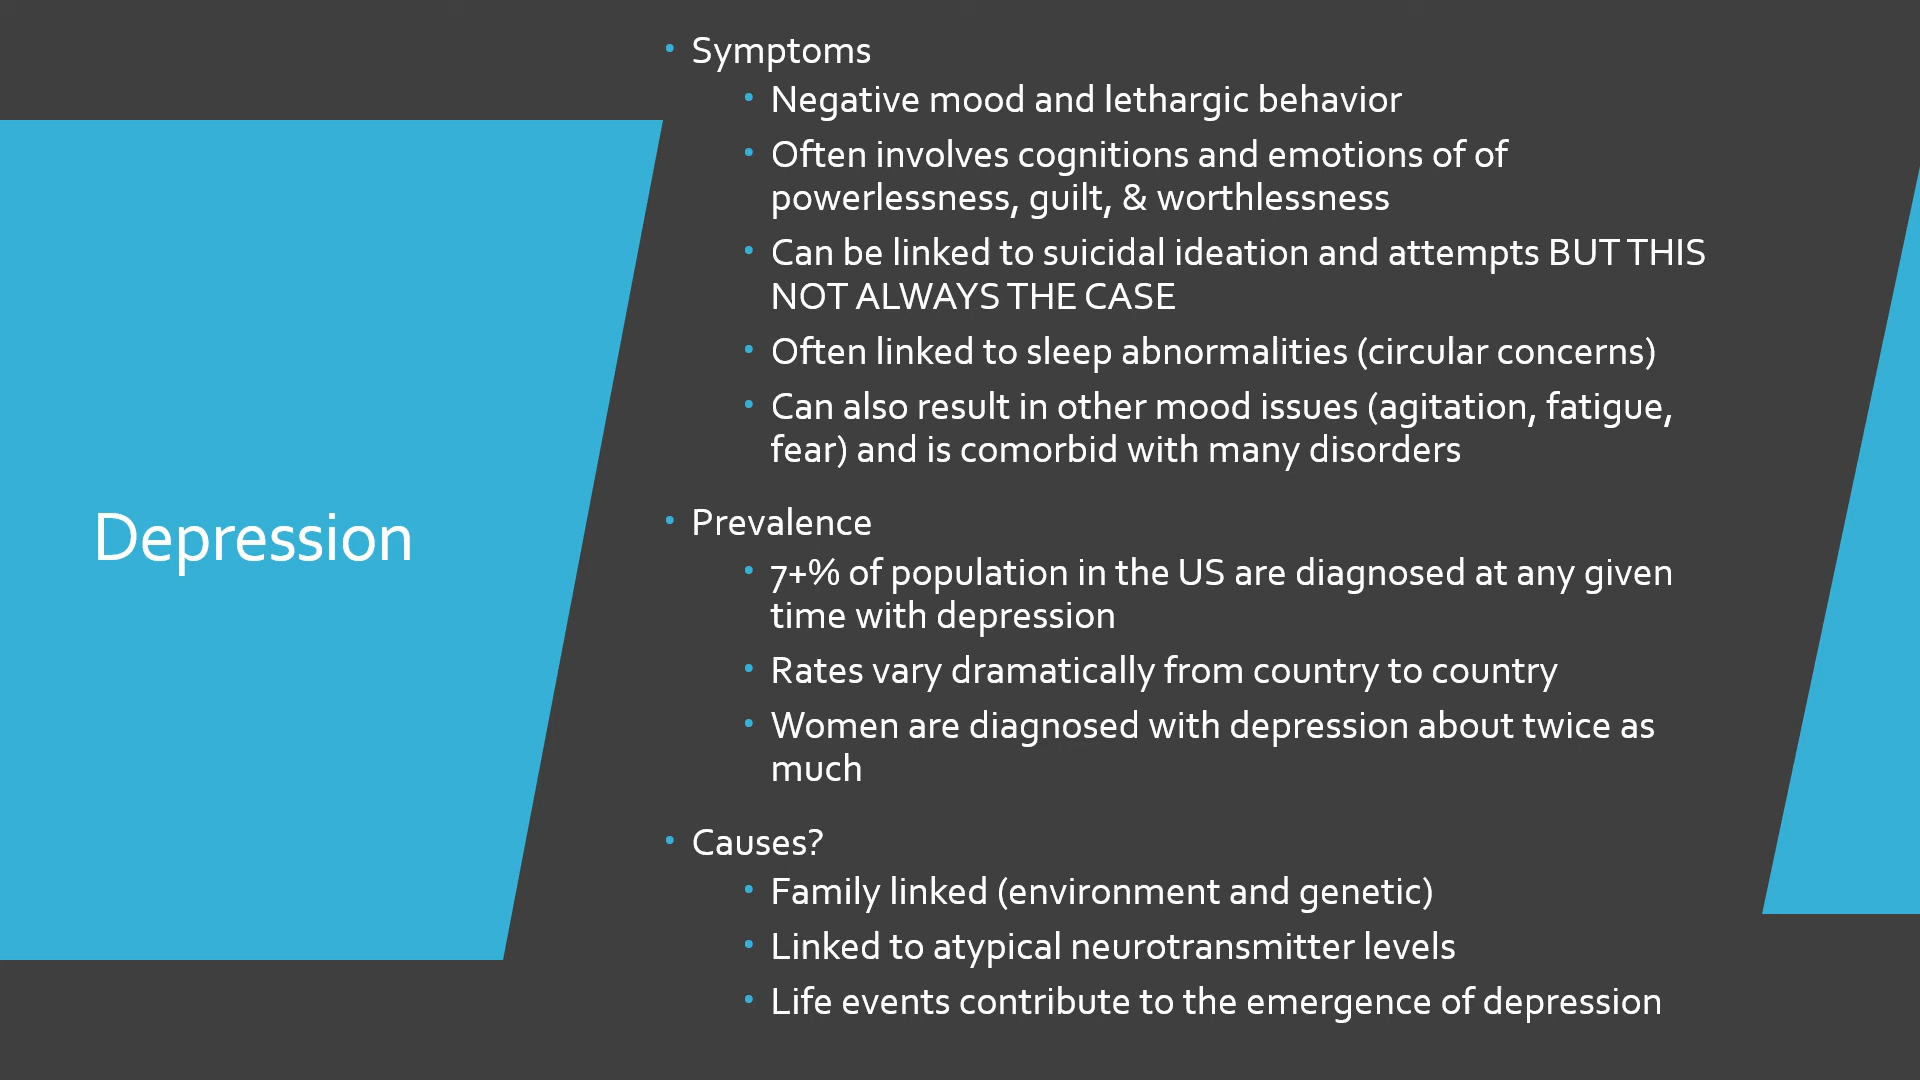 Depression
• Symptoms
• Negative mood and lethargic behavior
• Often involves cognitions and emotions of of
powerlessness, guilt, & worthlessness
• Can be linked to suicidal ideation and attempts BUT THIS
NOT ALWAYS THE CASE
• Often linked to sleep abnormalities (circular concerns)
• Can also result in other mood issues (agitation, fatigue,
fear) and is comorbid with many disorders
• Prevalence
• 7+% of population in the US are diagnosed at any given
time with depression
• Rates vary dramatically from country to country
• Women are diagnosed with depression about twice as
much
• Causes?
• Family linked (environment and genetic)
• Linked to atypical neurotransmitter levels
• Life events contribute to the emergence of depression